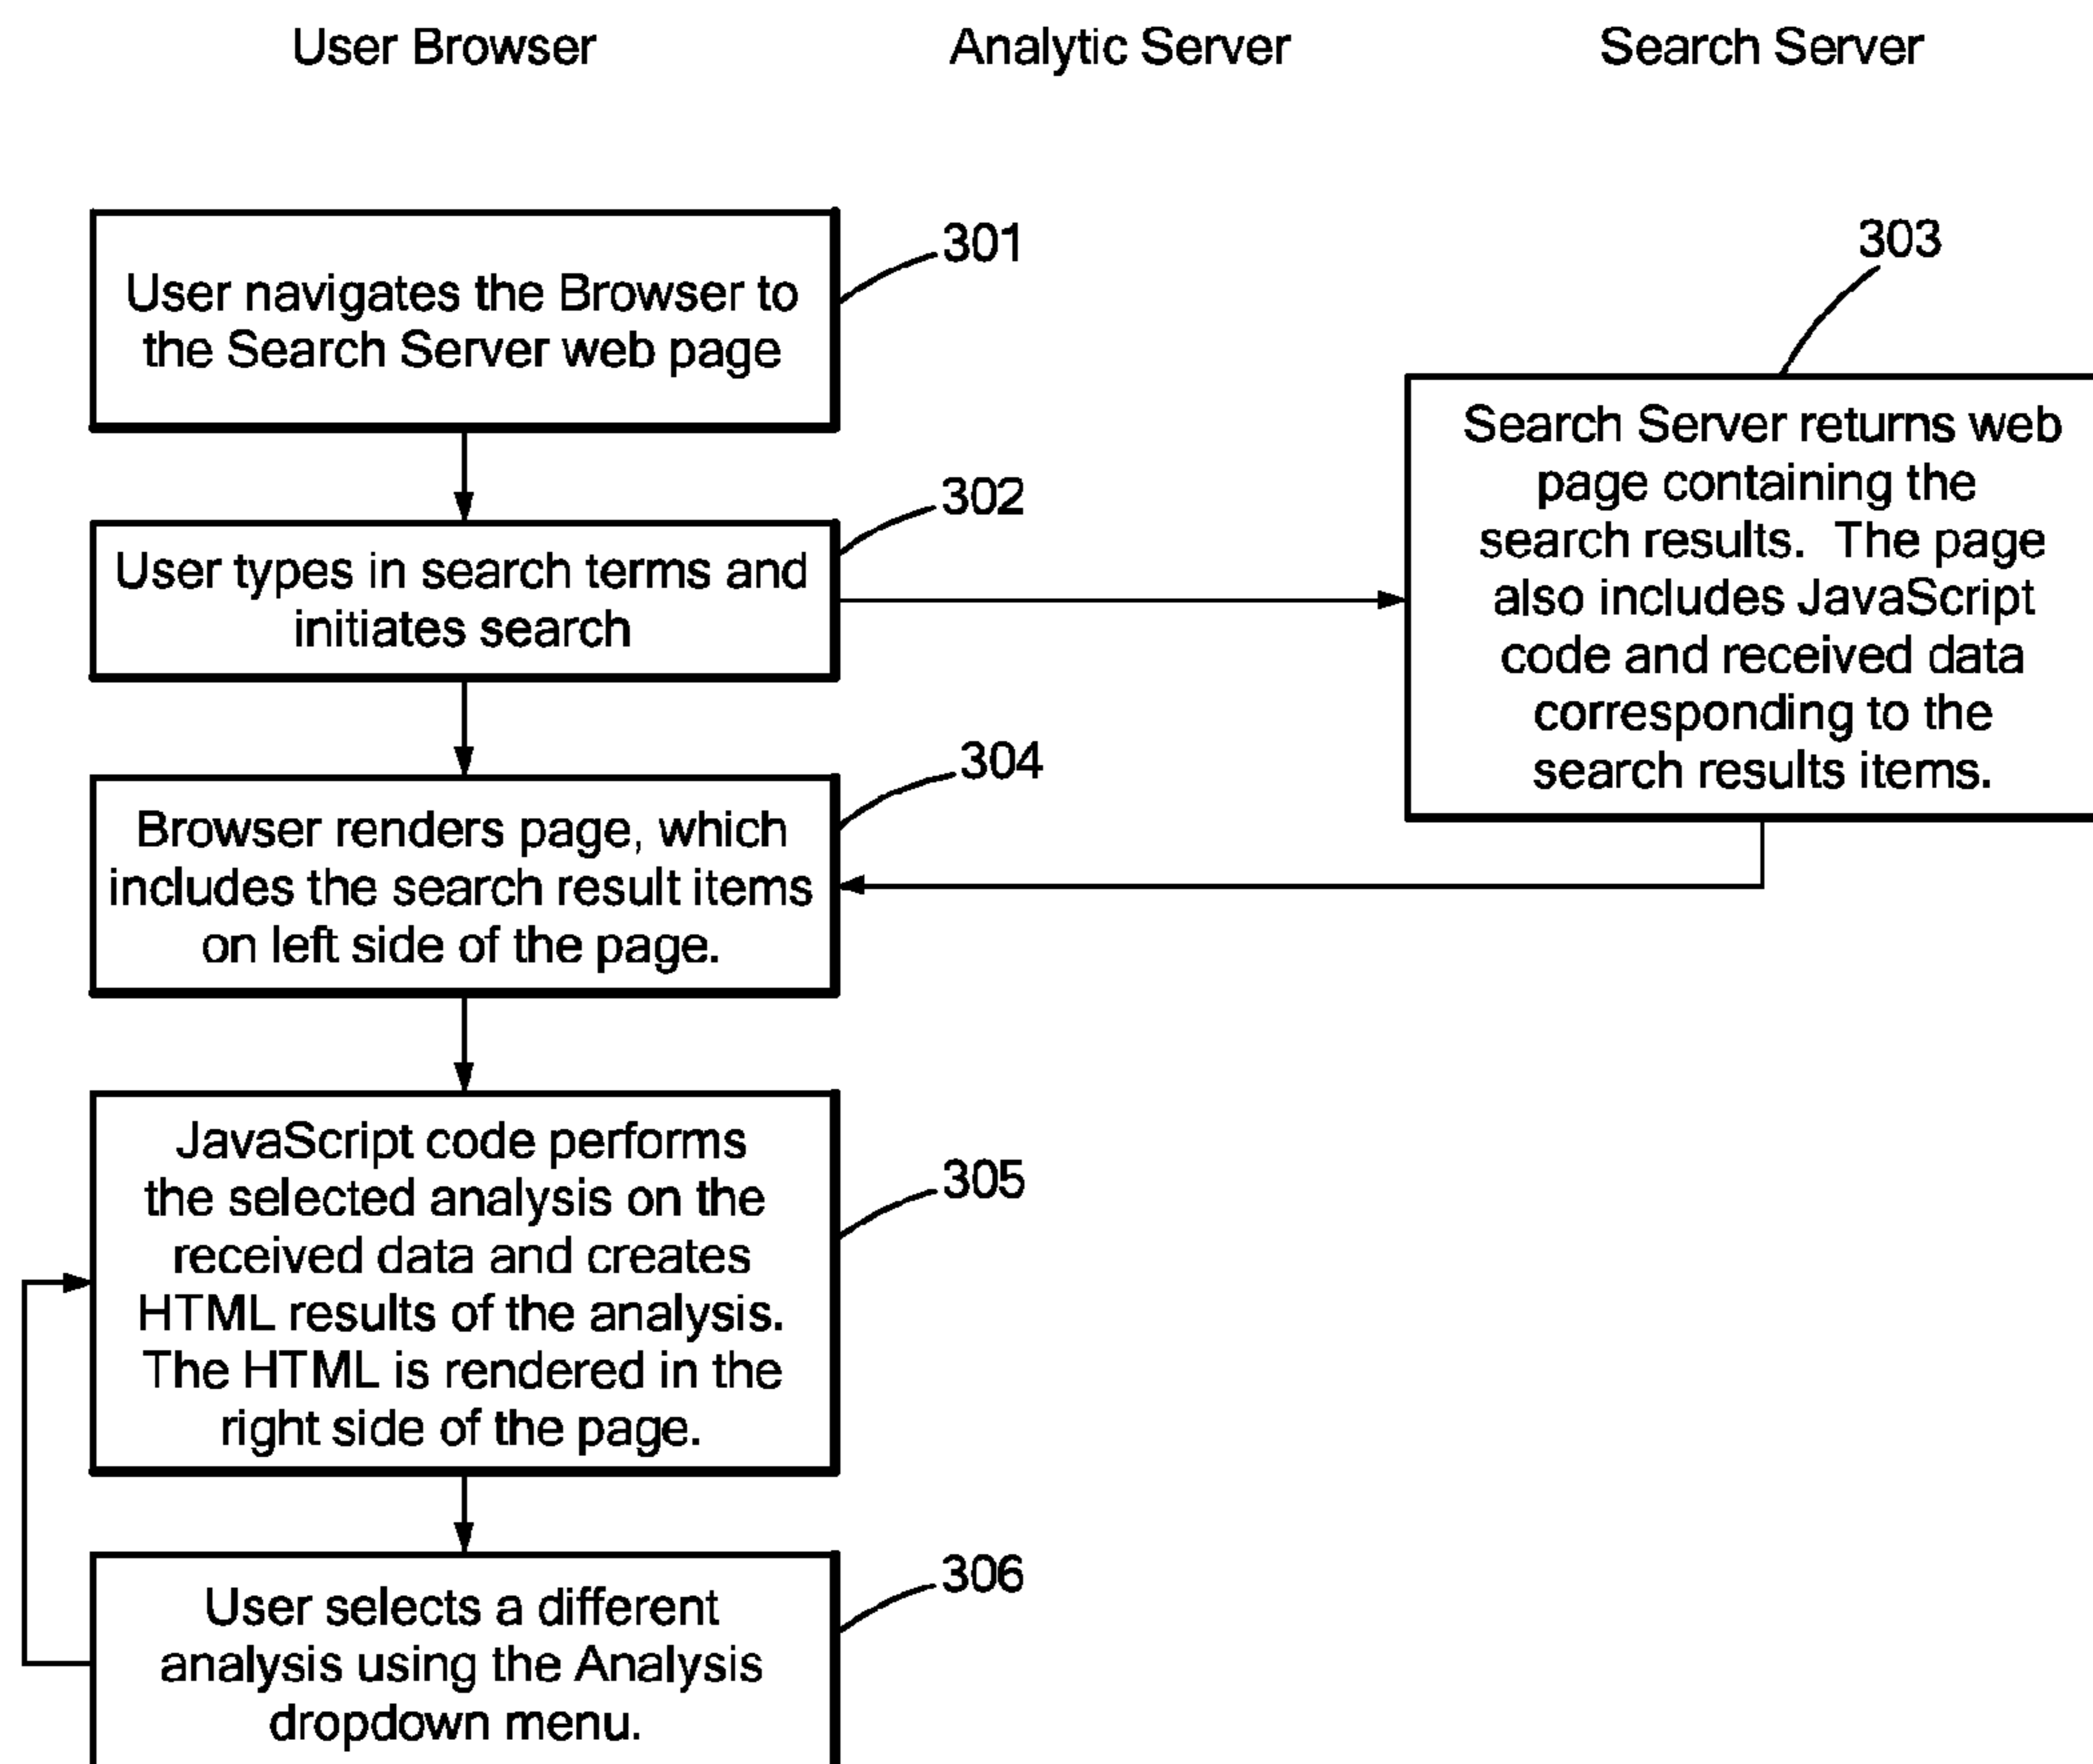 User Browser
Analytic Server
Search Server
301
User navigates the Browser to
the Search Server web page
302
User types in search terms and
initiates search
303
Search Server returns web
page containing the
search results.  The page
also includes JavaScript
code and received data
corresponding to the
search results items.
304
Browser renders page, which
includes the search result items
on left side of the page.
305
JavaScript code performs
the selected analysis on the
received data and creates
HTML results of the analysis.
The HTML is rendered in the
right side of the page.
306
User selects a different
analysis using the Analysis
dropdown menu.